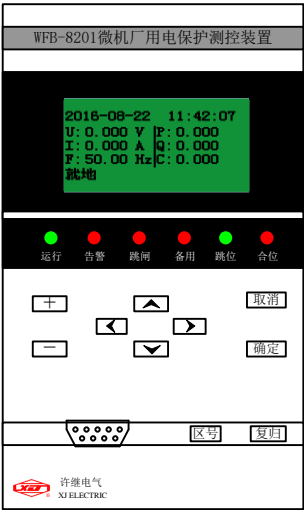 WFB-8201微机厂用电保护测控装置
2016-08-22 11:42:07
U: 0.000 V P: 0.000
I: 0.000 A Q: 0.000
F: 50.00 Hz C: 0.000
就地
运行 告警 跳闸 备用 跳位 合位
+ 取消
− 确定
区号 复归
许继电气
XJ ELECTRIC